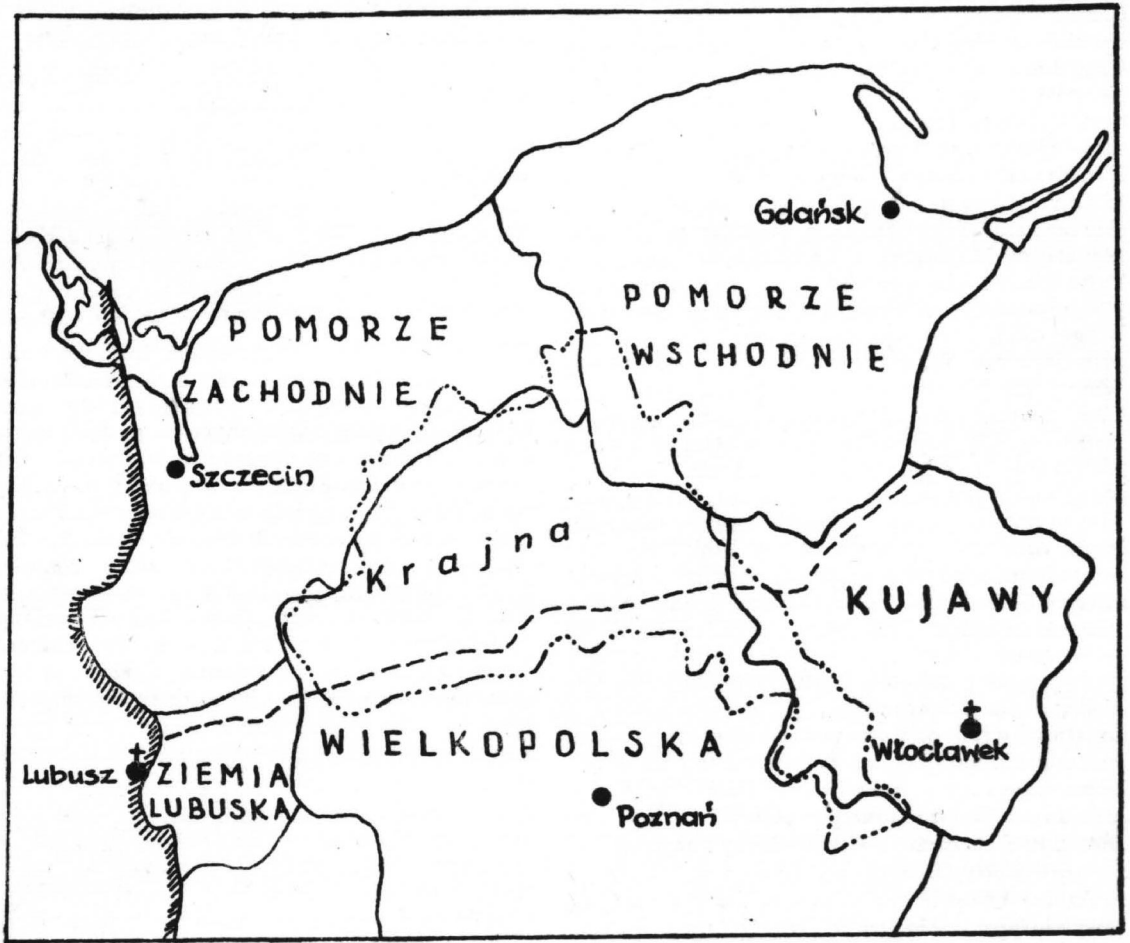 Gdańsk
POMORZE
WSCHODNIE
POMORZE
ZACHODNIE
Szczecin
Krajna
KUJAWY
WIELKOPOLSKA
Włocławek
Lubusz
ZIEMIA
LUBUSKA
Poznań